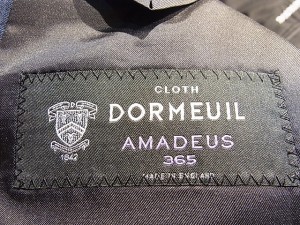 CLOTH
DORMEUIL
AMADEUS
365
1842
MADE IN ENGLAND